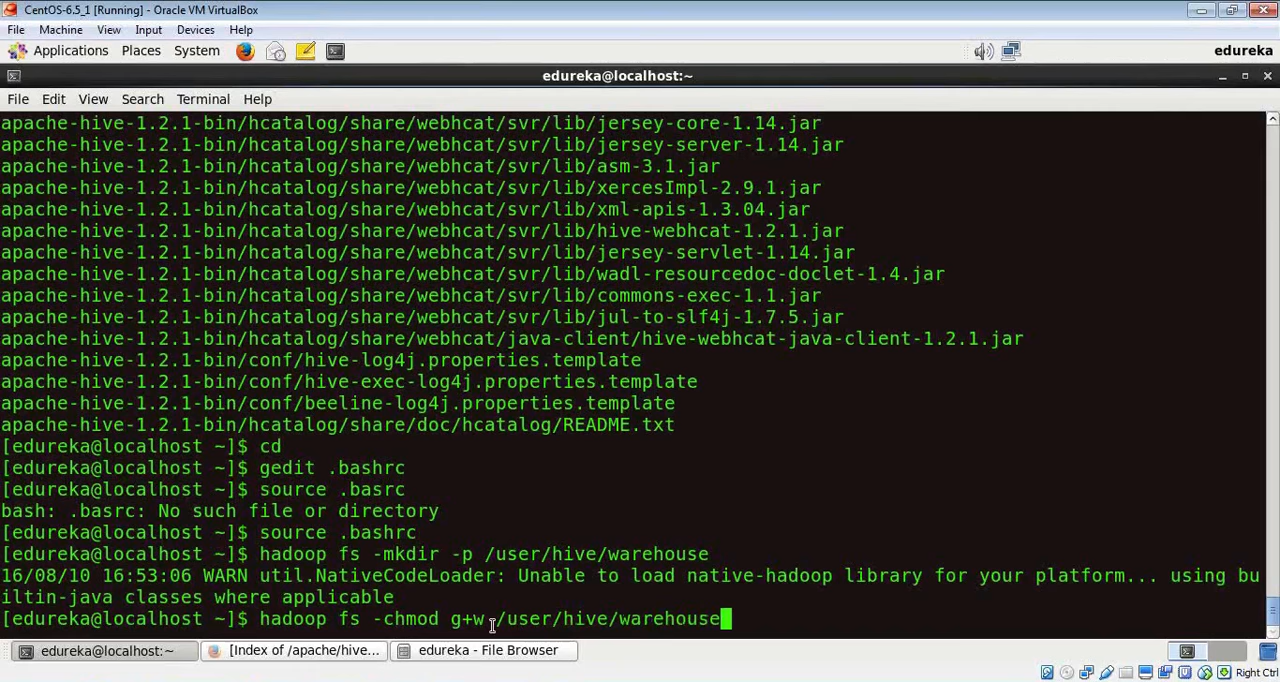 CentOS-6.5_1 [Running] - Oracle VM VirtualBox
File Machine View Input Devices Help
Applications Places System edureka
edureka@localhost:~
File Edit View Search Terminal Help
apache-hive-1.2.1-bin/hcatalog/share/webhcat/svr/lib/jersey-core-1.14.jar
apache-hive-1.2.1-bin/hcatalog/share/webhcat/svr/lib/jersey-server-1.14.jar
apache-hive-1.2.1-bin/hcatalog/share/webhcat/svr/lib/asm-3.1.jar
apache-hive-1.2.1-bin/hcatalog/share/webhcat/svr/lib/xercesImpl-2.9.1.jar
apache-hive-1.2.1-bin/hcatalog/share/webhcat/svr/lib/xml-apis-1.3.04.jar
apache-hive-1.2.1-bin/hcatalog/share/webhcat/svr/lib/hive-webhcat-1.2.1.jar
apache-hive-1.2.1-bin/hcatalog/share/webhcat/svr/lib/jersey-servlet-1.14.jar
apache-hive-1.2.1-bin/hcatalog/share/webhcat/svr/lib/wadl-resourcedoc-doclet-1.4.jar
apache-hive-1.2.1-bin/hcatalog/share/webhcat/svr/lib/commons-exec-1.1.jar
apache-hive-1.2.1-bin/hcatalog/share/webhcat/svr/lib/jul-to-slf4j-1.7.5.jar
apache-hive-1.2.1-bin/hcatalog/share/webhcat/java-client/hive-webhcat-java-client-1.2.1.jar
apache-hive-1.2.1-bin/conf/hive-log4j.properties.template
apache-hive-1.2.1-bin/conf/hive-exec-log4j.properties.template
apache-hive-1.2.1-bin/conf/beeline-log4j.properties.template
apache-hive-1.2.1-bin/hcatalog/share/doc/hcatalog/README.txt
[edureka@localhost ~]$ cd
[edureka@localhost ~]$ gedit .bashrc
[edureka@localhost ~]$ source .basrc
bash: .basrc: No such file or directory
[edureka@localhost ~]$ source .bashrc
[edureka@localhost ~]$ hadoop fs -mkdir -p /user/hive/warehouse
16/08/10 16:53:06 WARN util.NativeCodeLoader: Unable to load native-hadoop library for your platform... using bu
iltin-java classes where applicable
[edureka@localhost ~]$ hadoop fs -chmod g+w /user/hive/warehouse
edureka@localhost:~ [Index of /apache/hive... edureka - File Browser
Right Ctrl